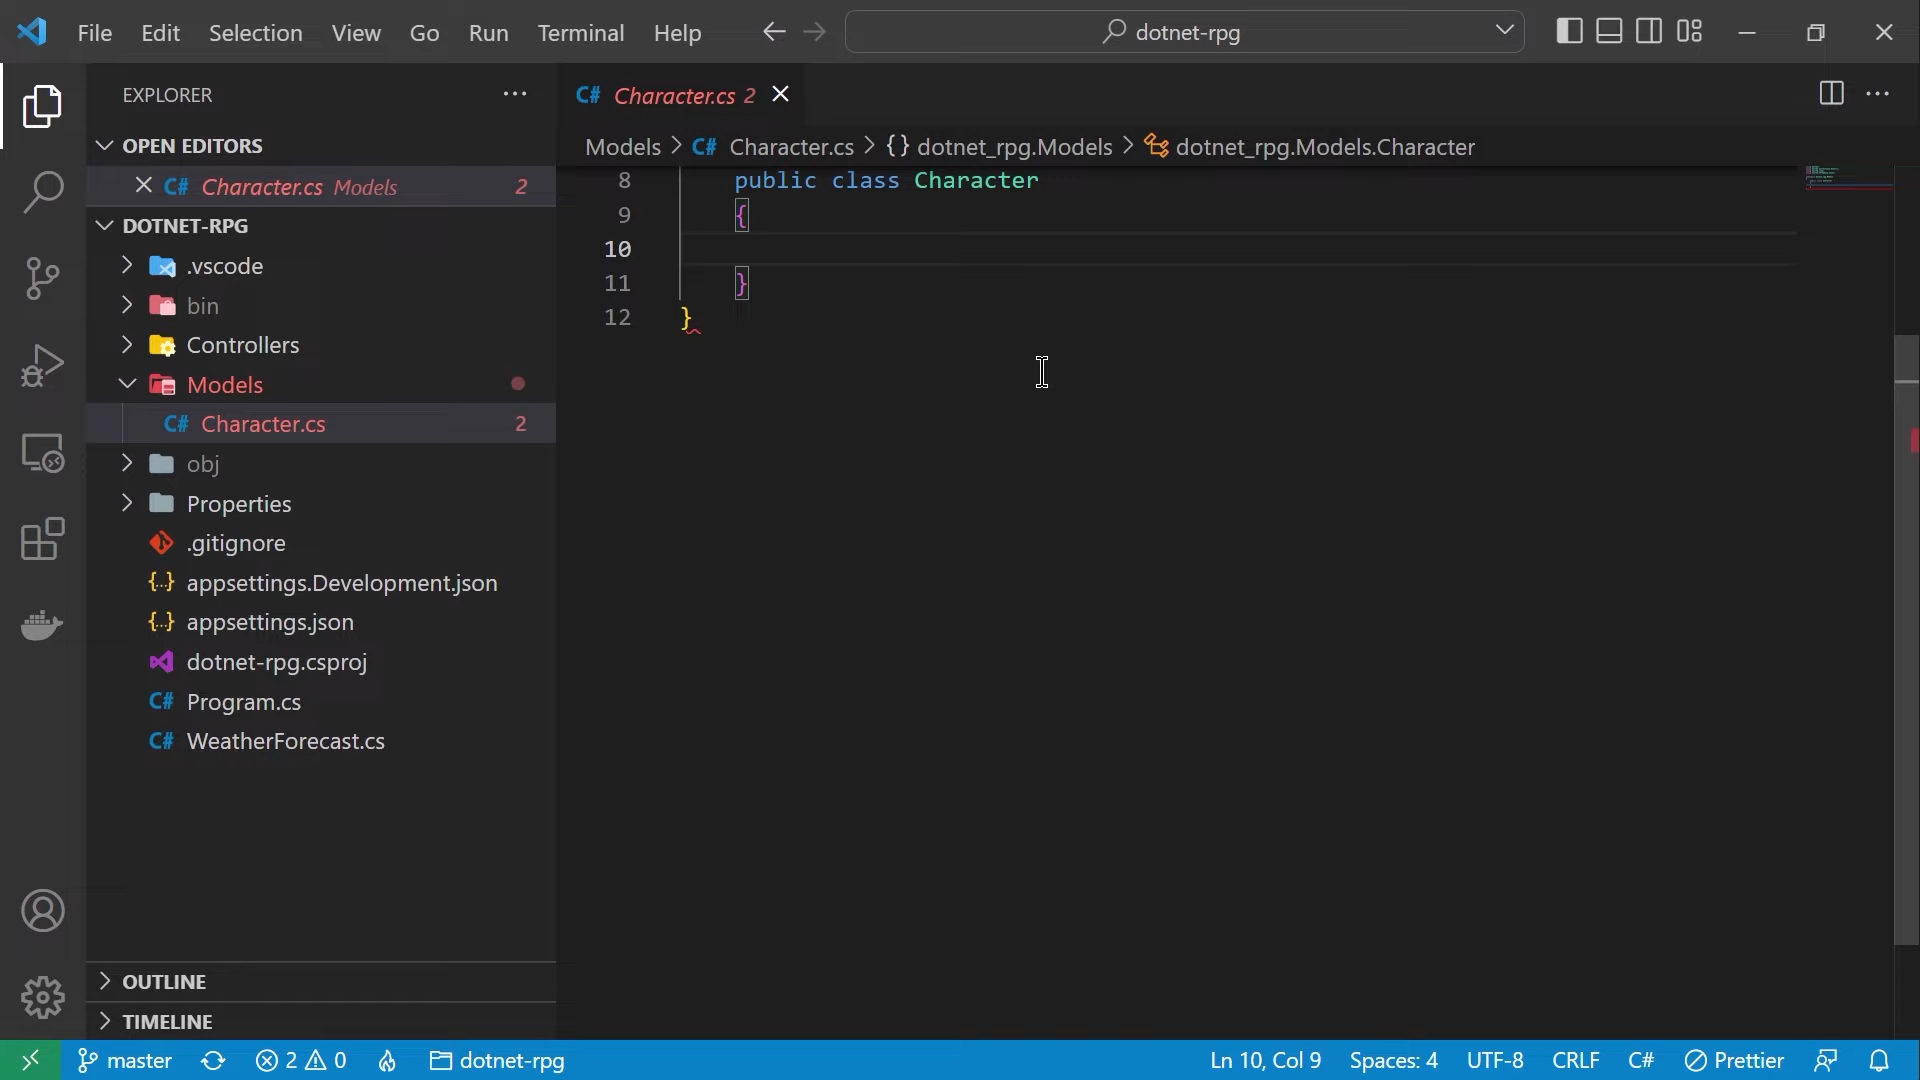 File Edit Selection View Go Run Terminal Help dotnet-rpg
EXPLORER
OPEN EDITORS
C# Character.cs Models 2
DOTNET-RPG
.vscode
bin
Controllers
Models
C# Character.cs 2
obj
Properties
.gitignore
{..} appsettings.Development.json
{..} appsettings.json
dotnet-rpg.csproj
C# Program.cs
C# WeatherForecast.cs
OUTLINE
TIMELINE
C# Character.cs 2
Models > C# Character.cs > {} dotnet_rpg.Models > dotnet_rpg.Models.Character
8 public class Character
9 {
10
11 }
12 }
master 2 0 dotnet-rpg Ln 10, Col 9 Spaces: 4 UTF-8 CRLF C# Prettier